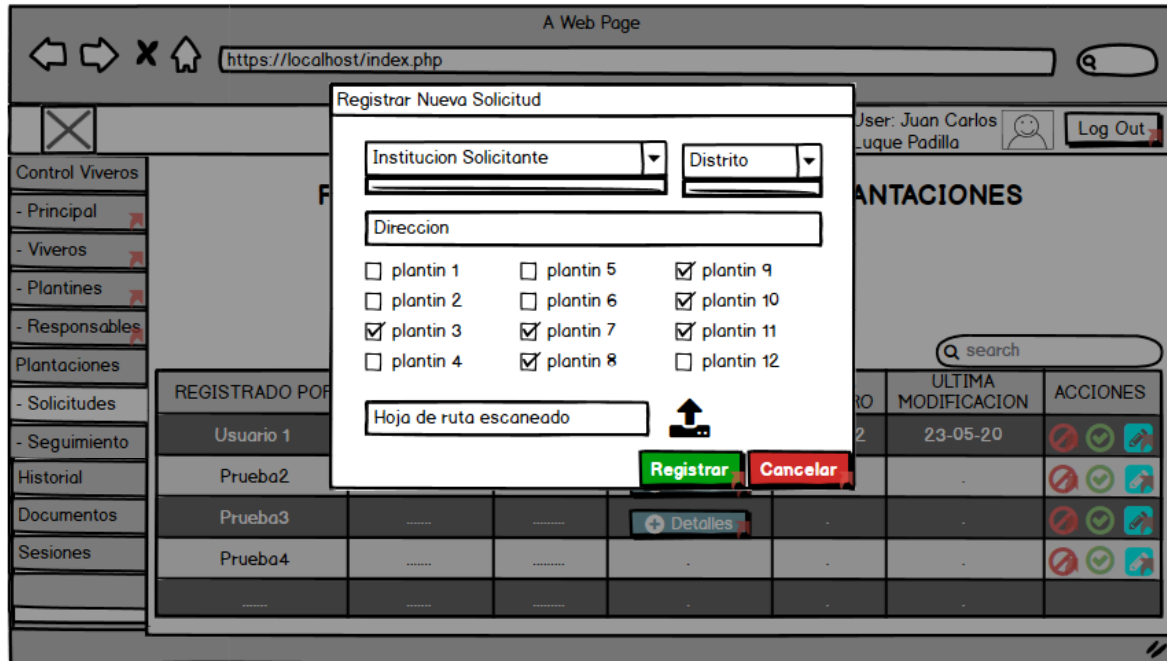 A Web Page
https://localhost/index.php
Registrar Nueva Solicitud
User: Juan Carlos
Luque Padilla
Log Out
Institucion Solicitante
Distrito
Direccion
plantin 1
plantin 5
plantin 9
plantin 2
plantin 6
plantin 10
plantin 3
plantin 7
plantin 11
plantin 4
plantin 8
plantin 12
Hoja de ruta escaneado
Registrar
Cancelar
Control Viveros
- Principal
- Viveros
- Plantines
- Responsables
Plantaciones
- Solicitudes
- Seguimiento
Historial
Documentos
Sesiones
ANTACIONES
search
REGISTRADO POR
ULTIMA
MODIFICACION
ACCIONES
Usuario 1
2
23-05-20
Prueba2
Prueba3
Detalles
Prueba4